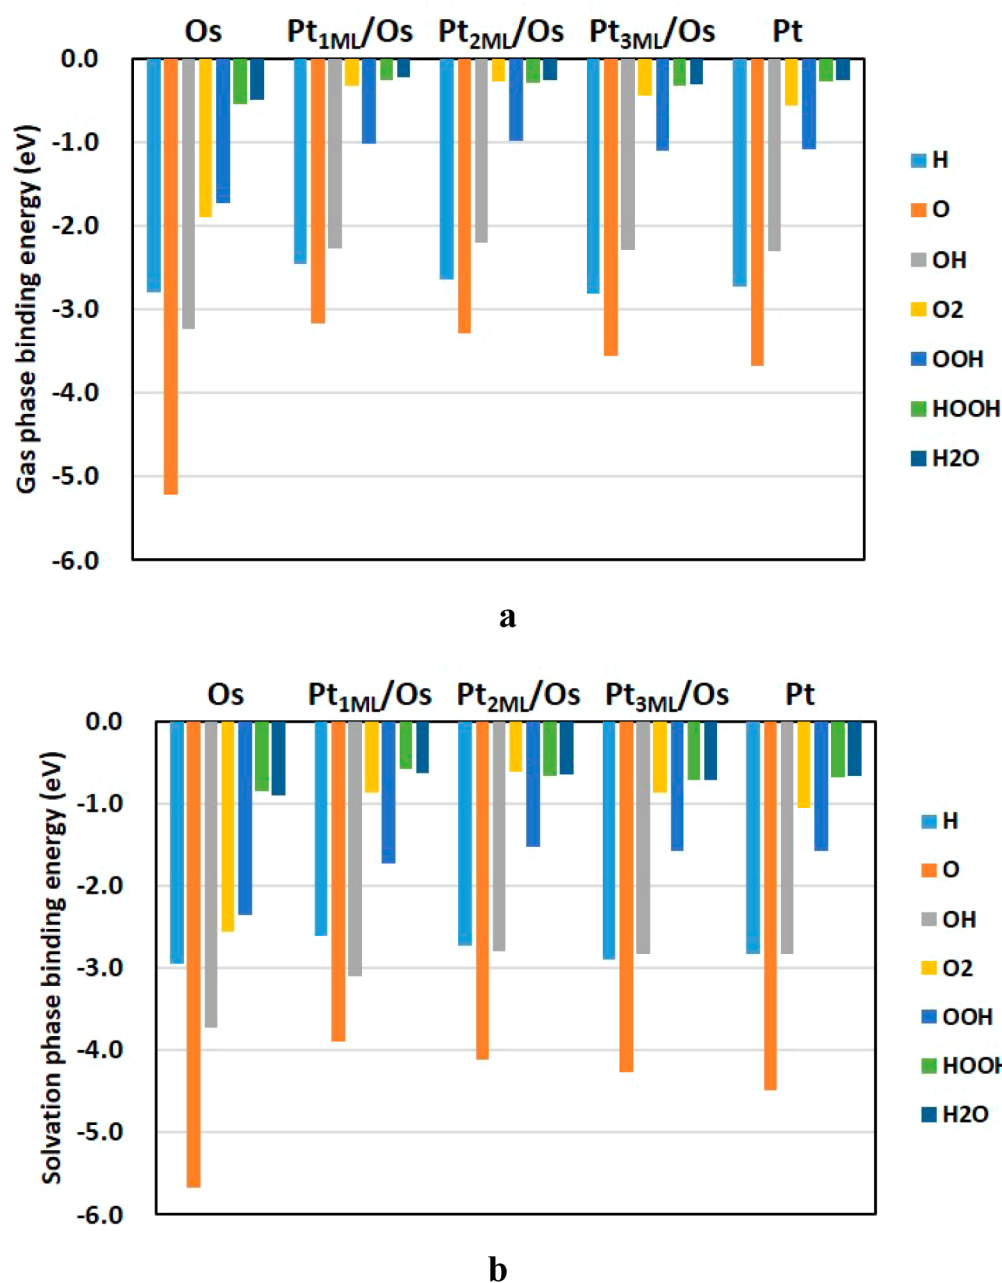 Os Pt1ML/Os Pt2ML/Os Pt3ML/Os Pt
Gas phase binding energy (eV)
0.0
-1.0
-2.0
-3.0
-4.0
-5.0
-6.0
H
O
OH
O2
OOH
HOOH
H2O
a
Os Pt1ML/Os Pt2ML/Os Pt3ML/Os Pt
Solvation phase binding energy (eV)
0.0
-1.0
-2.0
-3.0
-4.0
-5.0
-6.0
H
O
OH
O2
OOH
HOOH
H2O
b